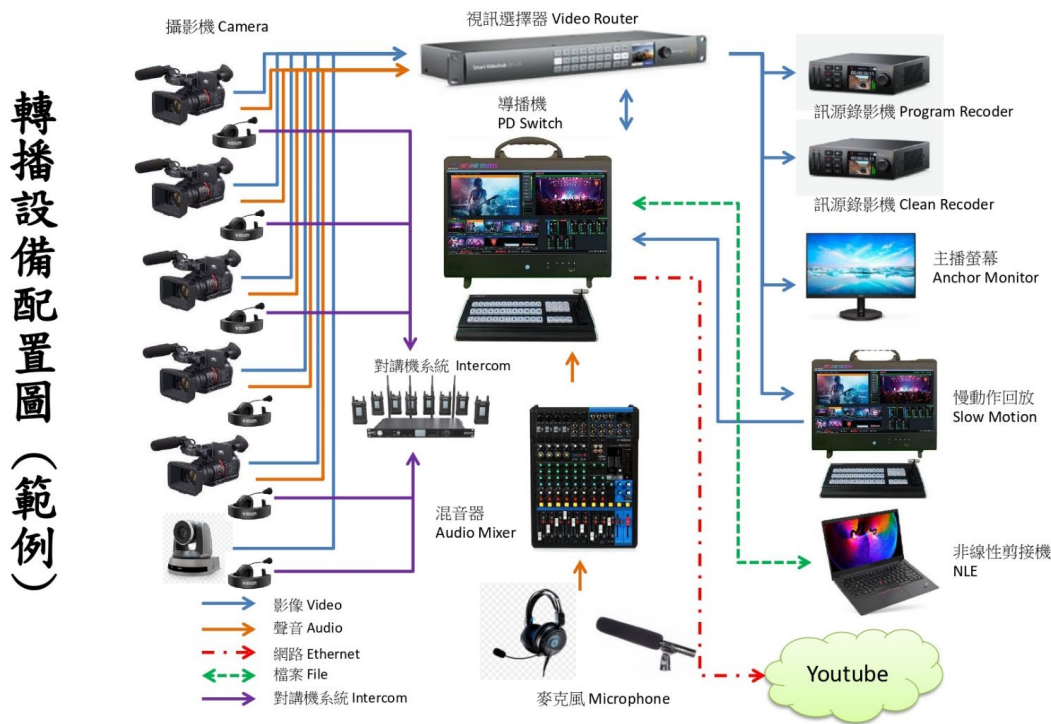 轉播設備配置圖（範例）
攝影機 Camera
視訊選擇器 Video Router
Smart Videohub
導播機
PD Switch
訊源錄影機 Program Recoder
訊源錄影機 Clean Recoder
主播螢幕
Anchor Monitor
對講機系統 Intercom
慢動作回放
Slow Motion
混音器
Audio Mixer
非線性剪接機
NLE
影像 Video
聲音 Audio
網路 Ethernet
檔案 File
對講機系統 Intercom
麥克風 Microphone
Youtube